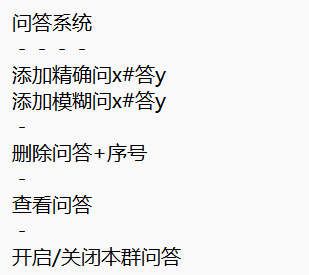 问答系统
- - - -
添加精确问x#答y
添加模糊问x#答y
-
删除问答+序号
-
查看问答
-
开启/关闭本群问答